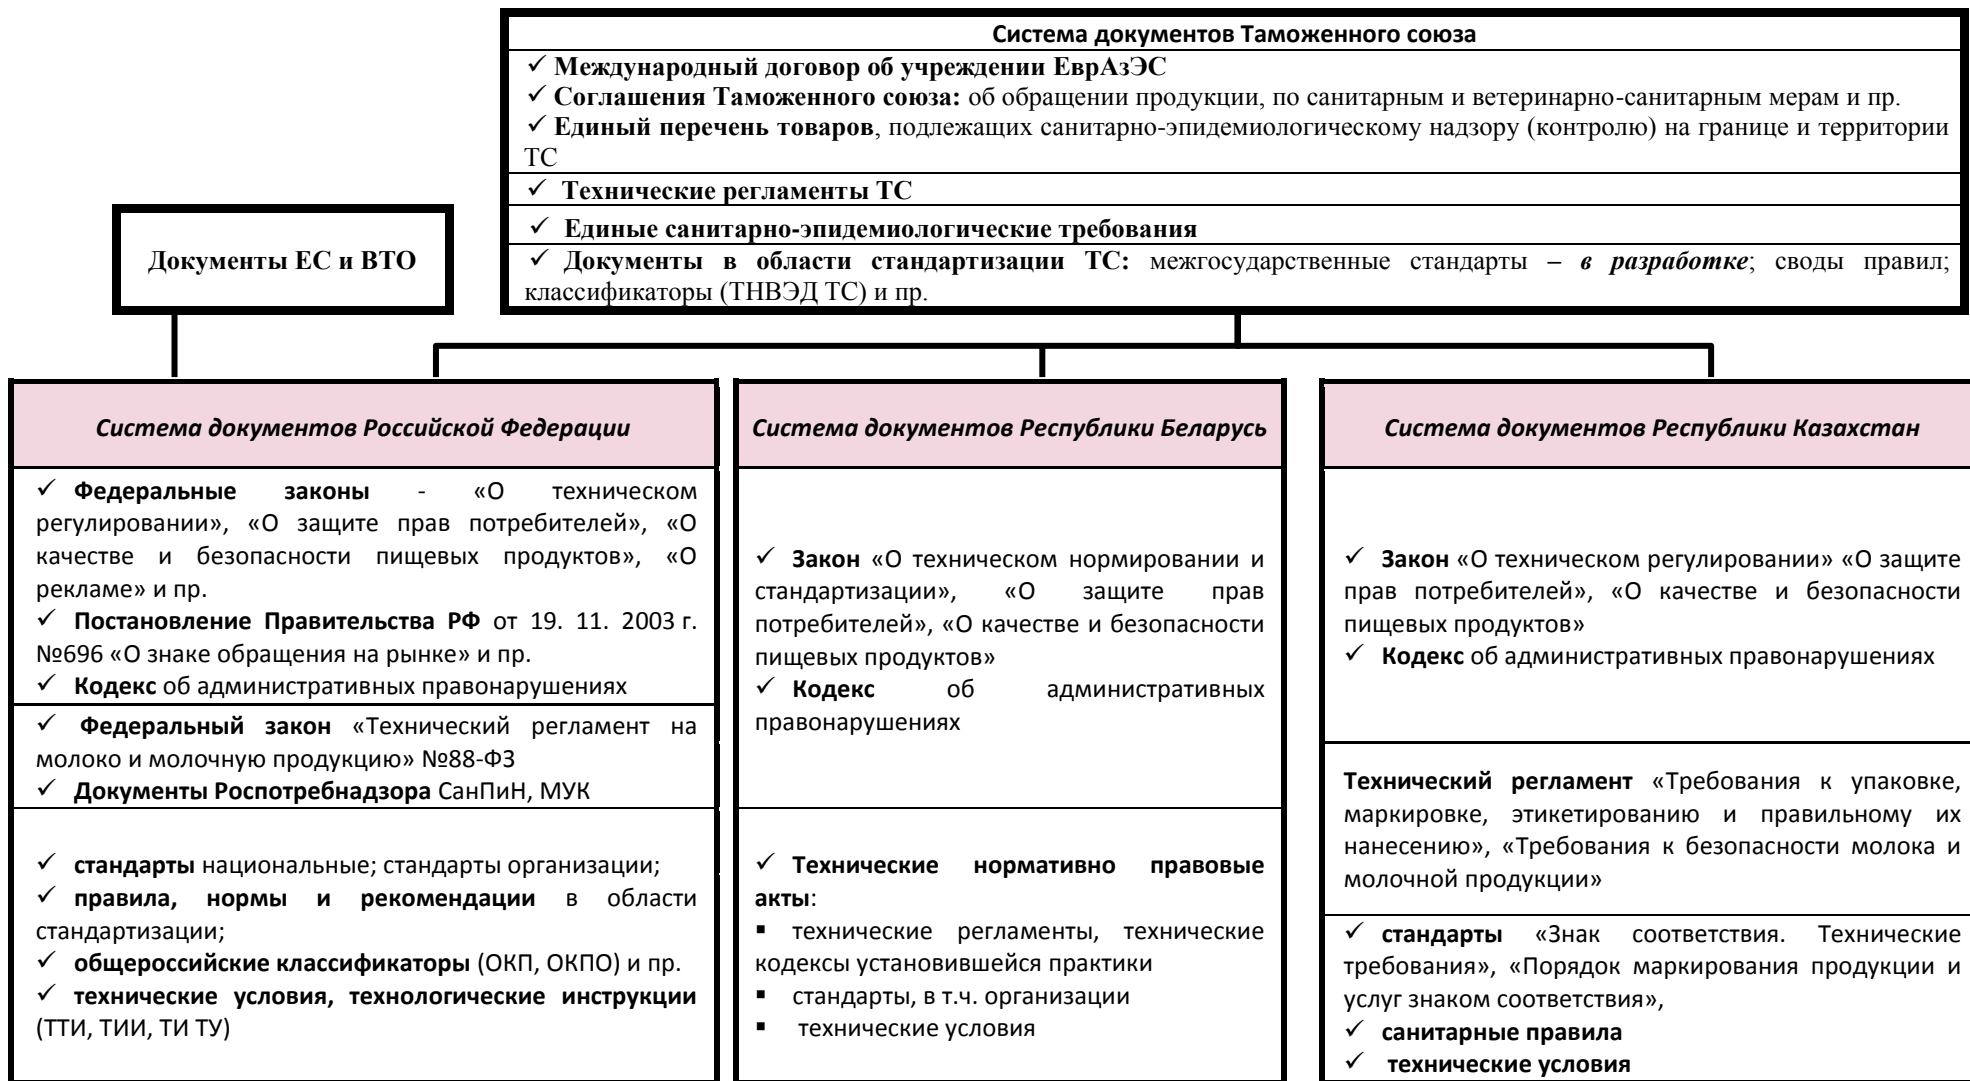 Система документов Таможенного союза
✓ Международный договор об учреждении ЕврАзЭС
✓ Соглашения Таможенного союза: об обращении продукции, по санитарным и ветеринарно-санитарным мерам и пр.
✓ Единый перечень товаров, подлежащих санитарно-эпидемиологическому надзору (контролю) на границе и территории
ТС
✓ Технические регламенты ТС
✓ Единые санитарно-эпидемиологические требования
✓ Документы в области стандартизации ТС: межгосударственные стандарты – в разработке; своды правил;
классификаторы (ТНВЭД ТС) и пр.
Документы ЕС и ВТО
Система документов Российской Федерации
✓ Федеральные законы - «О техническом
регулировании», «О защите прав потребителей», «О
качестве и безопасности пищевых продуктов», «О
рекламе» и пр.
✓ Постановление Правительства РФ от 19. 11. 2003 г.
№696 «О знаке обращения на рынке» и пр.
✓ Кодекс об административных правонарушениях
✓ Федеральный закон «Технический регламент на
молоко и молочную продукцию» №88-ФЗ
✓ Документы Роспотребнадзора СанПиН, МУК
✓ стандарты национальные; стандарты организации;
✓ правила, нормы и рекомендации в области
стандартизации;
✓ общероссийские классификаторы (ОКП, ОКПО) и пр.
✓ технические условия, технологические инструкции
(ТТИ, ТИИ, ТИ ТУ)
Система документов Республики Беларусь
✓ Закон «О техническом нормировании и
стандартизации», «О защите прав
потребителей», «О качестве и безопасности
пищевых продуктов»
✓ Кодекс об административных
правонарушениях
✓ Технические нормативно правовые
акты:
▪ технические регламенты, технические
кодексы установившейся практики
▪ стандарты, в т.ч. организации
▪ технические условия
Система документов Республики Казахстан
✓ Закон «О техническом регулировании» «О защите
прав потребителей», «О качестве и безопасности
пищевых продуктов»
✓ Кодекс об административных правонарушениях
Технический регламент «Требования к упаковке,
маркировке, этикетированию и правильному их
нанесению», «Требования к безопасности молока и
молочной продукции»
✓ стандарты «Знак соответствия. Технические
требования», «Порядок маркирования продукции и
услуг знаком соответствия»,
✓ санитарные правила
✓ технические условия